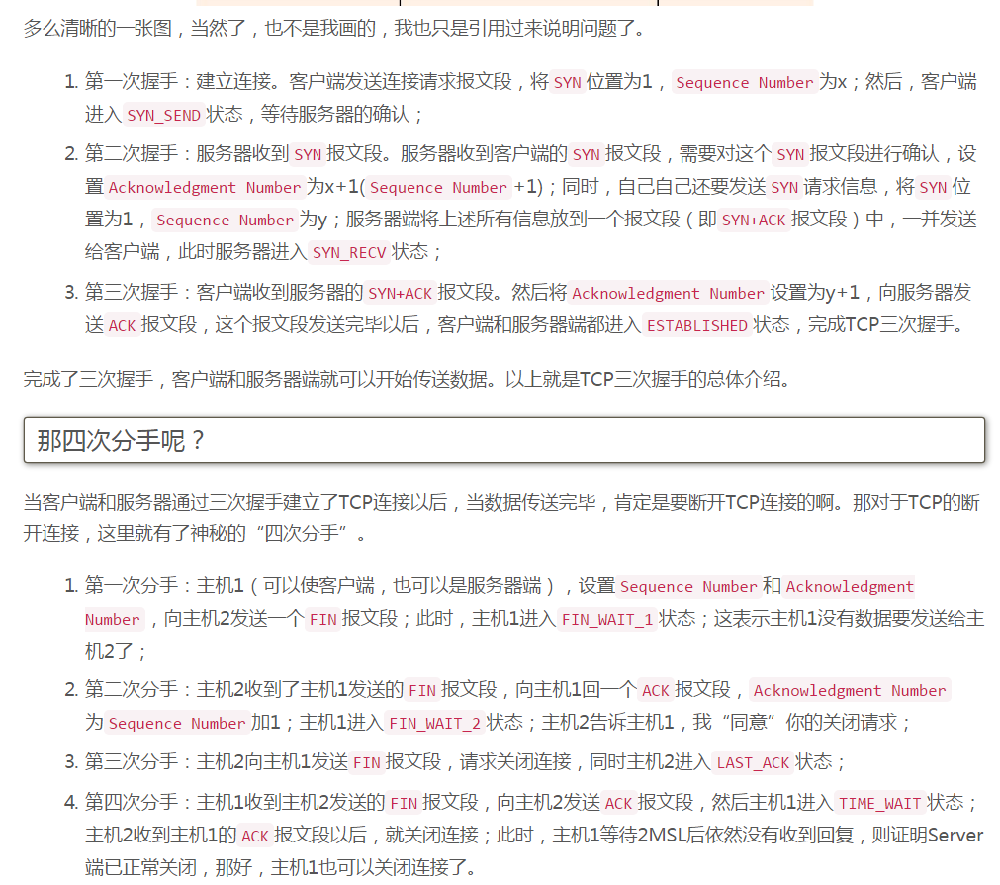 多么清晰的一张图，当然了，也不是我画的，我也只是引用过来说明问题了。
1. 第一次握手：建立连接。客户端发送连接请求报文段，将 SYN 位置为1， Sequence Number 为x；然后，客户端
进入 SYN_SEND 状态，等待服务器的确认；
2. 第二次握手：服务器收到 SYN 报文段。服务器收到客户端的 SYN 报文段，需要对这个 SYN 报文段进行确认，设
置 Acknowledgment Number 为x+1( Sequence Number +1)；同时，自己自己还要发送 SYN 请求信息，将 SYN 位
置为1， Sequence Number 为y；服务器端将上述所有信息放到一个报文段（即 SYN+ACK 报文段）中，一并发送
给客户端，此时服务器进入 SYN_RECV 状态；
3. 第三次握手：客户端收到服务器的 SYN+ACK 报文段。然后将 Acknowledgment Number 设置为y+1，向服务器发
送 ACK 报文段，这个报文段发送完毕以后，客户端和服务器端都进入 ESTABLISHED 状态，完成TCP三次握手。
完成了三次握手，客户端和服务器端就可以开始传送数据。以上就是TCP三次握手的总体介绍。
那四次分手呢？
当客户端和服务器通过三次握手建立了TCP连接以后，当数据传送完毕，肯定是要断开TCP连接的啊。那对于TCP的断
开连接，这里就有了神秘的“四次分手”。
1. 第一次分手：主机1（可以使客户端，也可以是服务器端），设置 Sequence Number 和 Acknowledgment
Number ，向主机2发送一个 FIN 报文段；此时，主机1进入 FIN_WAIT_1 状态；这表示主机1没有数据要发送给主
机2了；
2. 第二次分手：主机2收到了主机1发送的 FIN 报文段，向主机1回一个 ACK 报文段， Acknowledgment Number
为 Sequence Number 加1；主机1进入 FIN_WAIT_2 状态；主机2告诉主机1，我“同意”你的关闭请求；
3. 第三次分手：主机2向主机1发送 FIN 报文段，请求关闭连接，同时主机2进入 LAST_ACK 状态；
4. 第四次分手：主机1收到主机2发送的 FIN 报文段，向主机2发送 ACK 报文段，然后主机1进入 TIME_WAIT 状态；
主机2收到主机1的 ACK 报文段以后，就关闭连接；此时，主机1等待2MSL后依然没有收到回复，则证明Server
端已正常关闭，那好，主机1也可以关闭连接了。